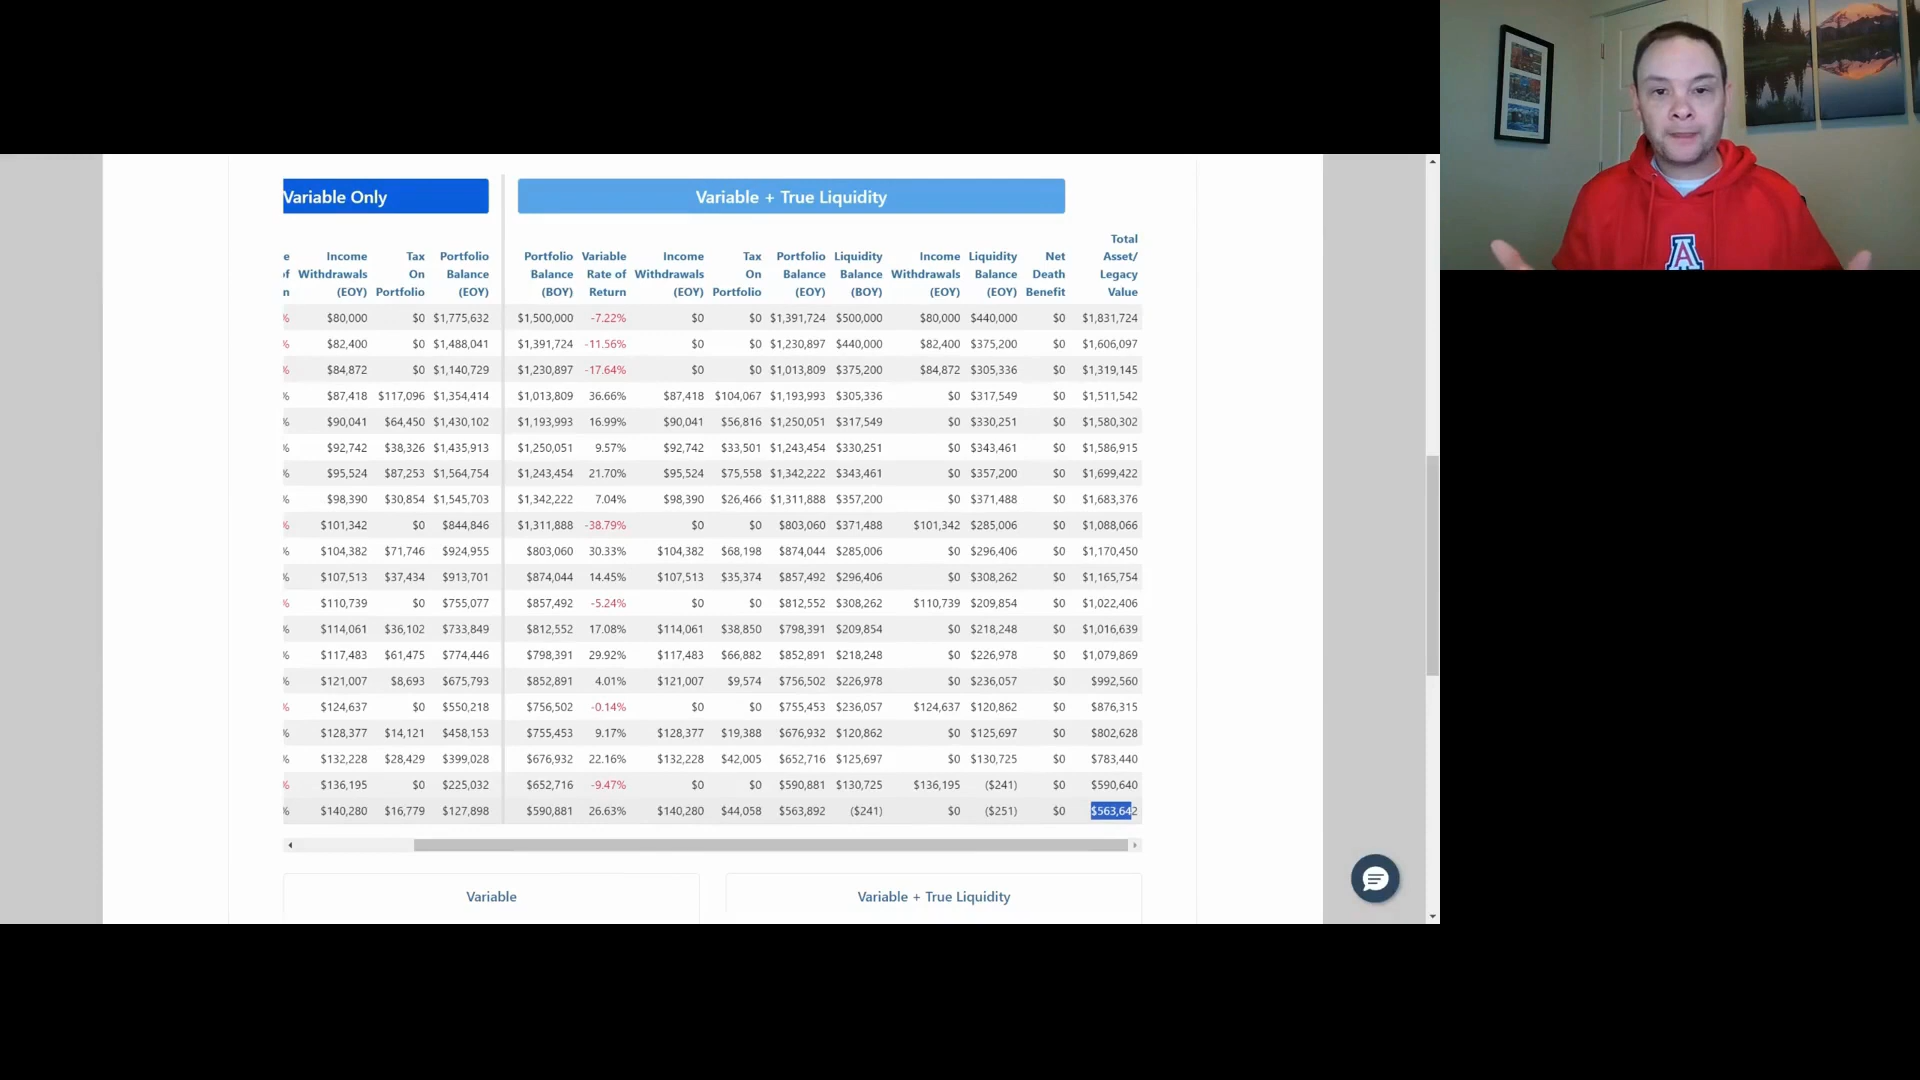 Variable Only
Variable + True Liquidity
e Income Tax Portfolio
of Withdrawals On Balance
n (EOY) Portfolio (EOY)
Portfolio Variable Income Tax Portfolio Liquidity Income Liquidity Net Total Asset/
Balance Rate of Withdrawals On Balance Balance Withdrawals Balance Death Legacy
(BOY) Return (EOY) Portfolio (EOY) (BOY) (EOY) (EOY) Benefit Value
% $80,000 $0 $1,775,632 $1,500,000 -7.22% $0 $0 $1,391,724 $500,000 $80,000 $440,000 $0 $1,831,724
% $82,400 $0 $1,488,041 $1,391,724 -11.56% $0 $0 $1,230,897 $440,000 $82,400 $375,200 $0 $1,606,097
% $84,872 $0 $1,140,729 $1,230,897 -17.64% $0 $0 $1,013,809 $375,200 $84,872 $305,336 $0 $1,319,145
% $87,418 $117,096 $1,354,414 $1,013,809 36.66% $87,418 $104,067 $1,193,993 $305,336 $0 $317,549 $0 $1,511,542
% $90,041 $64,450 $1,430,102 $1,193,993 16.99% $90,041 $56,816 $1,250,051 $317,549 $0 $330,251 $0 $1,580,302
% $92,742 $38,326 $1,435,913 $1,250,051 9.57% $92,742 $33,501 $1,243,454 $330,251 $0 $343,461 $0 $1,586,915
% $95,524 $87,253 $1,564,754 $1,243,454 21.70% $95,524 $75,558 $1,342,222 $343,461 $0 $357,200 $0 $1,699,422
% $98,390 $30,854 $1,545,703 $1,342,222 7.04% $98,390 $26,466 $1,311,888 $357,200 $0 $371,488 $0 $1,683,376
% $101,342 $0 $844,846 $1,311,888 -38.79% $0 $0 $803,060 $371,488 $101,342 $285,006 $0 $1,088,066
% $104,382 $71,746 $924,955 $803,060 30.33% $104,382 $68,198 $874,044 $285,006 $0 $296,406 $0 $1,170,450
% $107,513 $37,434 $913,701 $874,044 14.45% $107,513 $35,374 $857,492 $296,406 $0 $308,262 $0 $1,165,754
% $110,739 $0 $755,077 $857,492 -5.24% $0 $0 $812,552 $308,262 $110,739 $209,854 $0 $1,022,406
% $114,061 $36,102 $733,849 $812,552 17.08% $114,061 $38,850 $798,391 $209,854 $0 $218,248 $0 $1,016,639
% $117,483 $61,475 $774,446 $798,391 29.92% $117,483 $66,882 $852,891 $218,248 $0 $226,978 $0 $1,079,869
% $121,007 $8,693 $675,793 $852,891 4.01% $121,007 $9,574 $756,502 $226,978 $0 $236,057 $0 $992,560
% $124,637 $0 $550,218 $756,502 -0.14% $0 $0 $755,453 $236,057 $124,637 $120,862 $0 $876,315
% $128,377 $14,121 $458,153 $755,453 9.17% $128,377 $19,388 $676,932 $120,862 $0 $125,697 $0 $802,628
% $132,228 $28,429 $399,028 $676,932 22.16% $132,228 $42,005 $652,716 $125,697 $0 $130,725 $0 $783,440
% $136,195 $0 $225,032 $652,716 -9.47% $0 $0 $590,881 $130,725 $136,195 ($241) $0 $590,640
% $140,280 $16,779 $127,898 $590,881 26.63% $140,280 $44,058 $563,892 ($241) $0 ($251) $0 $563,642
Variable
Variable + True Liquidity
A